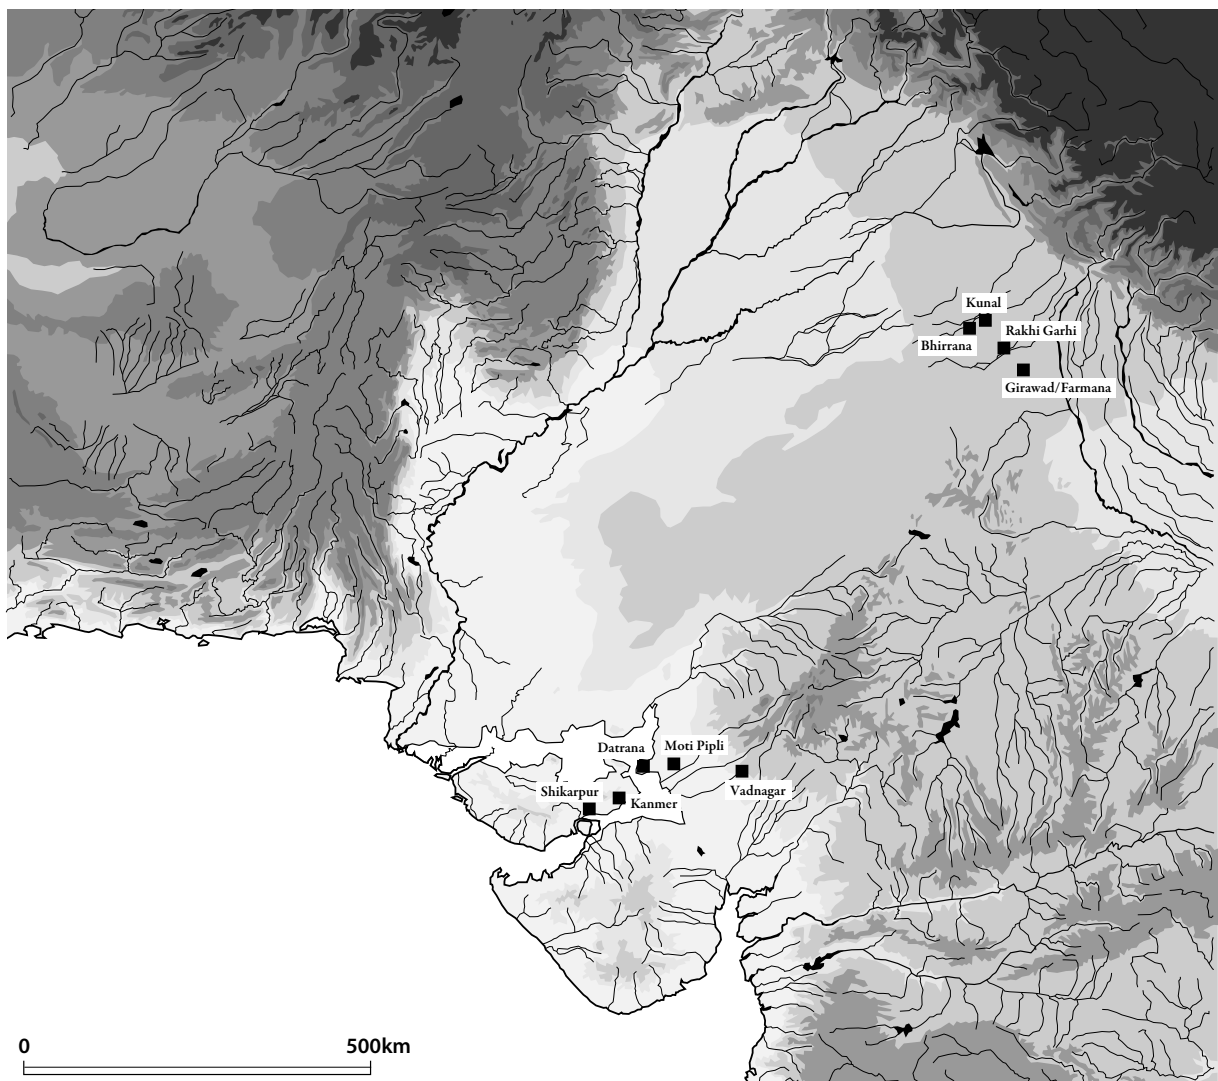 Kunal
Rakhi Garhi
Bhirrana
Girawad/Farmana
Datrana
Moti Pipli
Shikarpur
Vadnagar
Kanmer
0
500km